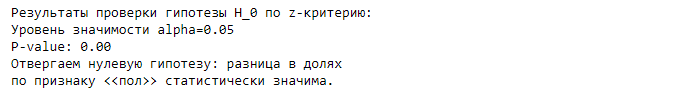 Результаты проверки гипотезы H_0 по z-критерию:
Уровень значимости alpha=0.05
P-value: 0.00
Отвергаем нулевую гипотезу: разница в долях
по признаку <<пол>> статистически значима.